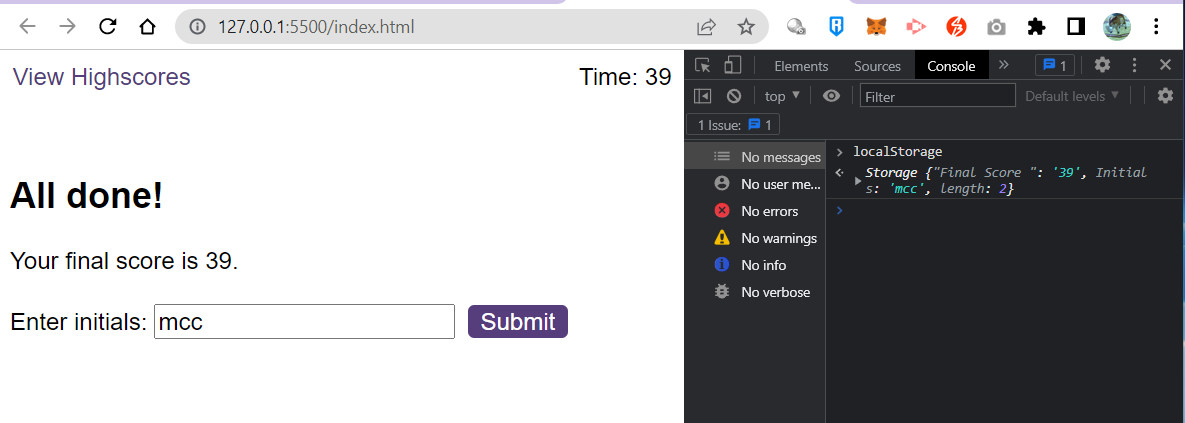 127.0.0.1:5500/index.html
View Highscores
Time: 39
All done!
Your final score is 39.
Enter initials: mcc Submit
Elements Sources Console » 1
top ▼ Filter Default levels ▼
1 Issue: 1
No messages
No user me...
No errors
No warnings
No info
No verbose
> localStorage
Storage {"Final Score ": '39', Initial
s: 'mcc', length: 2}
>